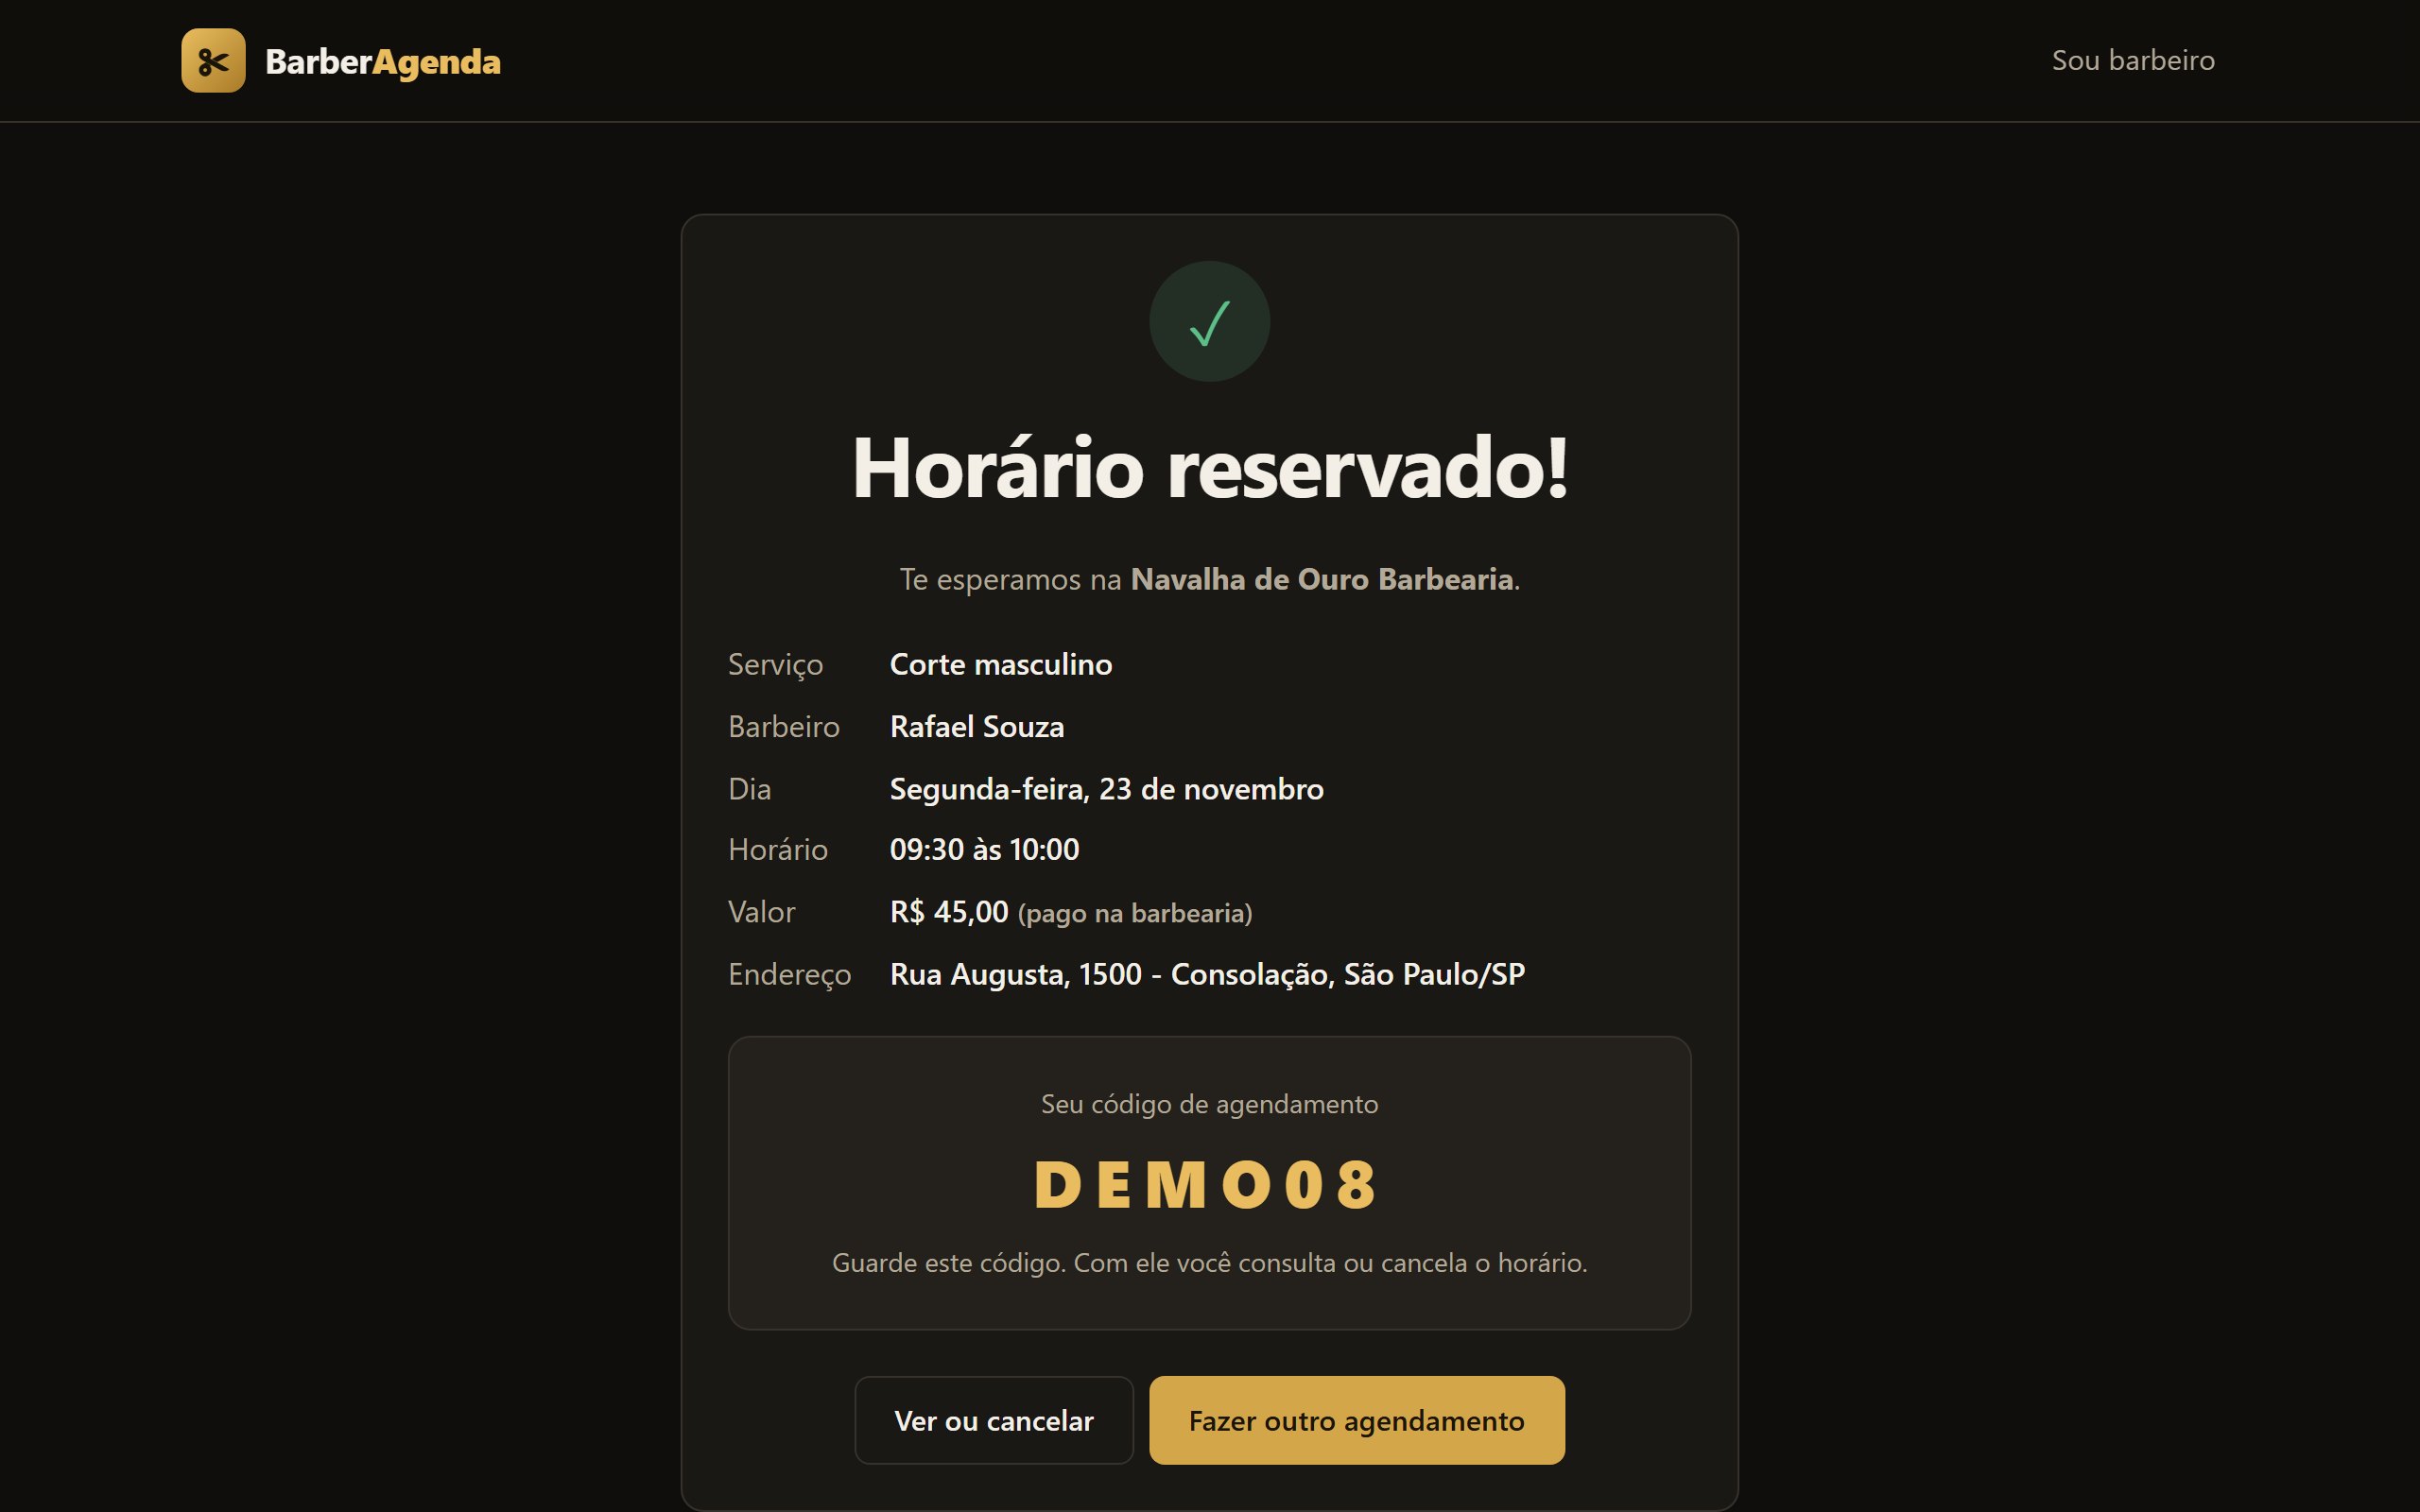 BarberAgenda
Sou barbeiro
Horário reservado!
Te esperamos na Navalha de Ouro Barbearia.
Serviço Corte masculino
Barbeiro Rafael Souza
Dia Segunda-feira, 23 de novembro
Horário 09:30 às 10:00
Valor R$ 45,00 (pago na barbearia)
Endereço Rua Augusta, 1500 - Consolação, São Paulo/SP
Seu código de agendamento
DEMO08
Guarde este código. Com ele você consulta ou cancela o horário.
Ver ou cancelar
Fazer outro agendamento